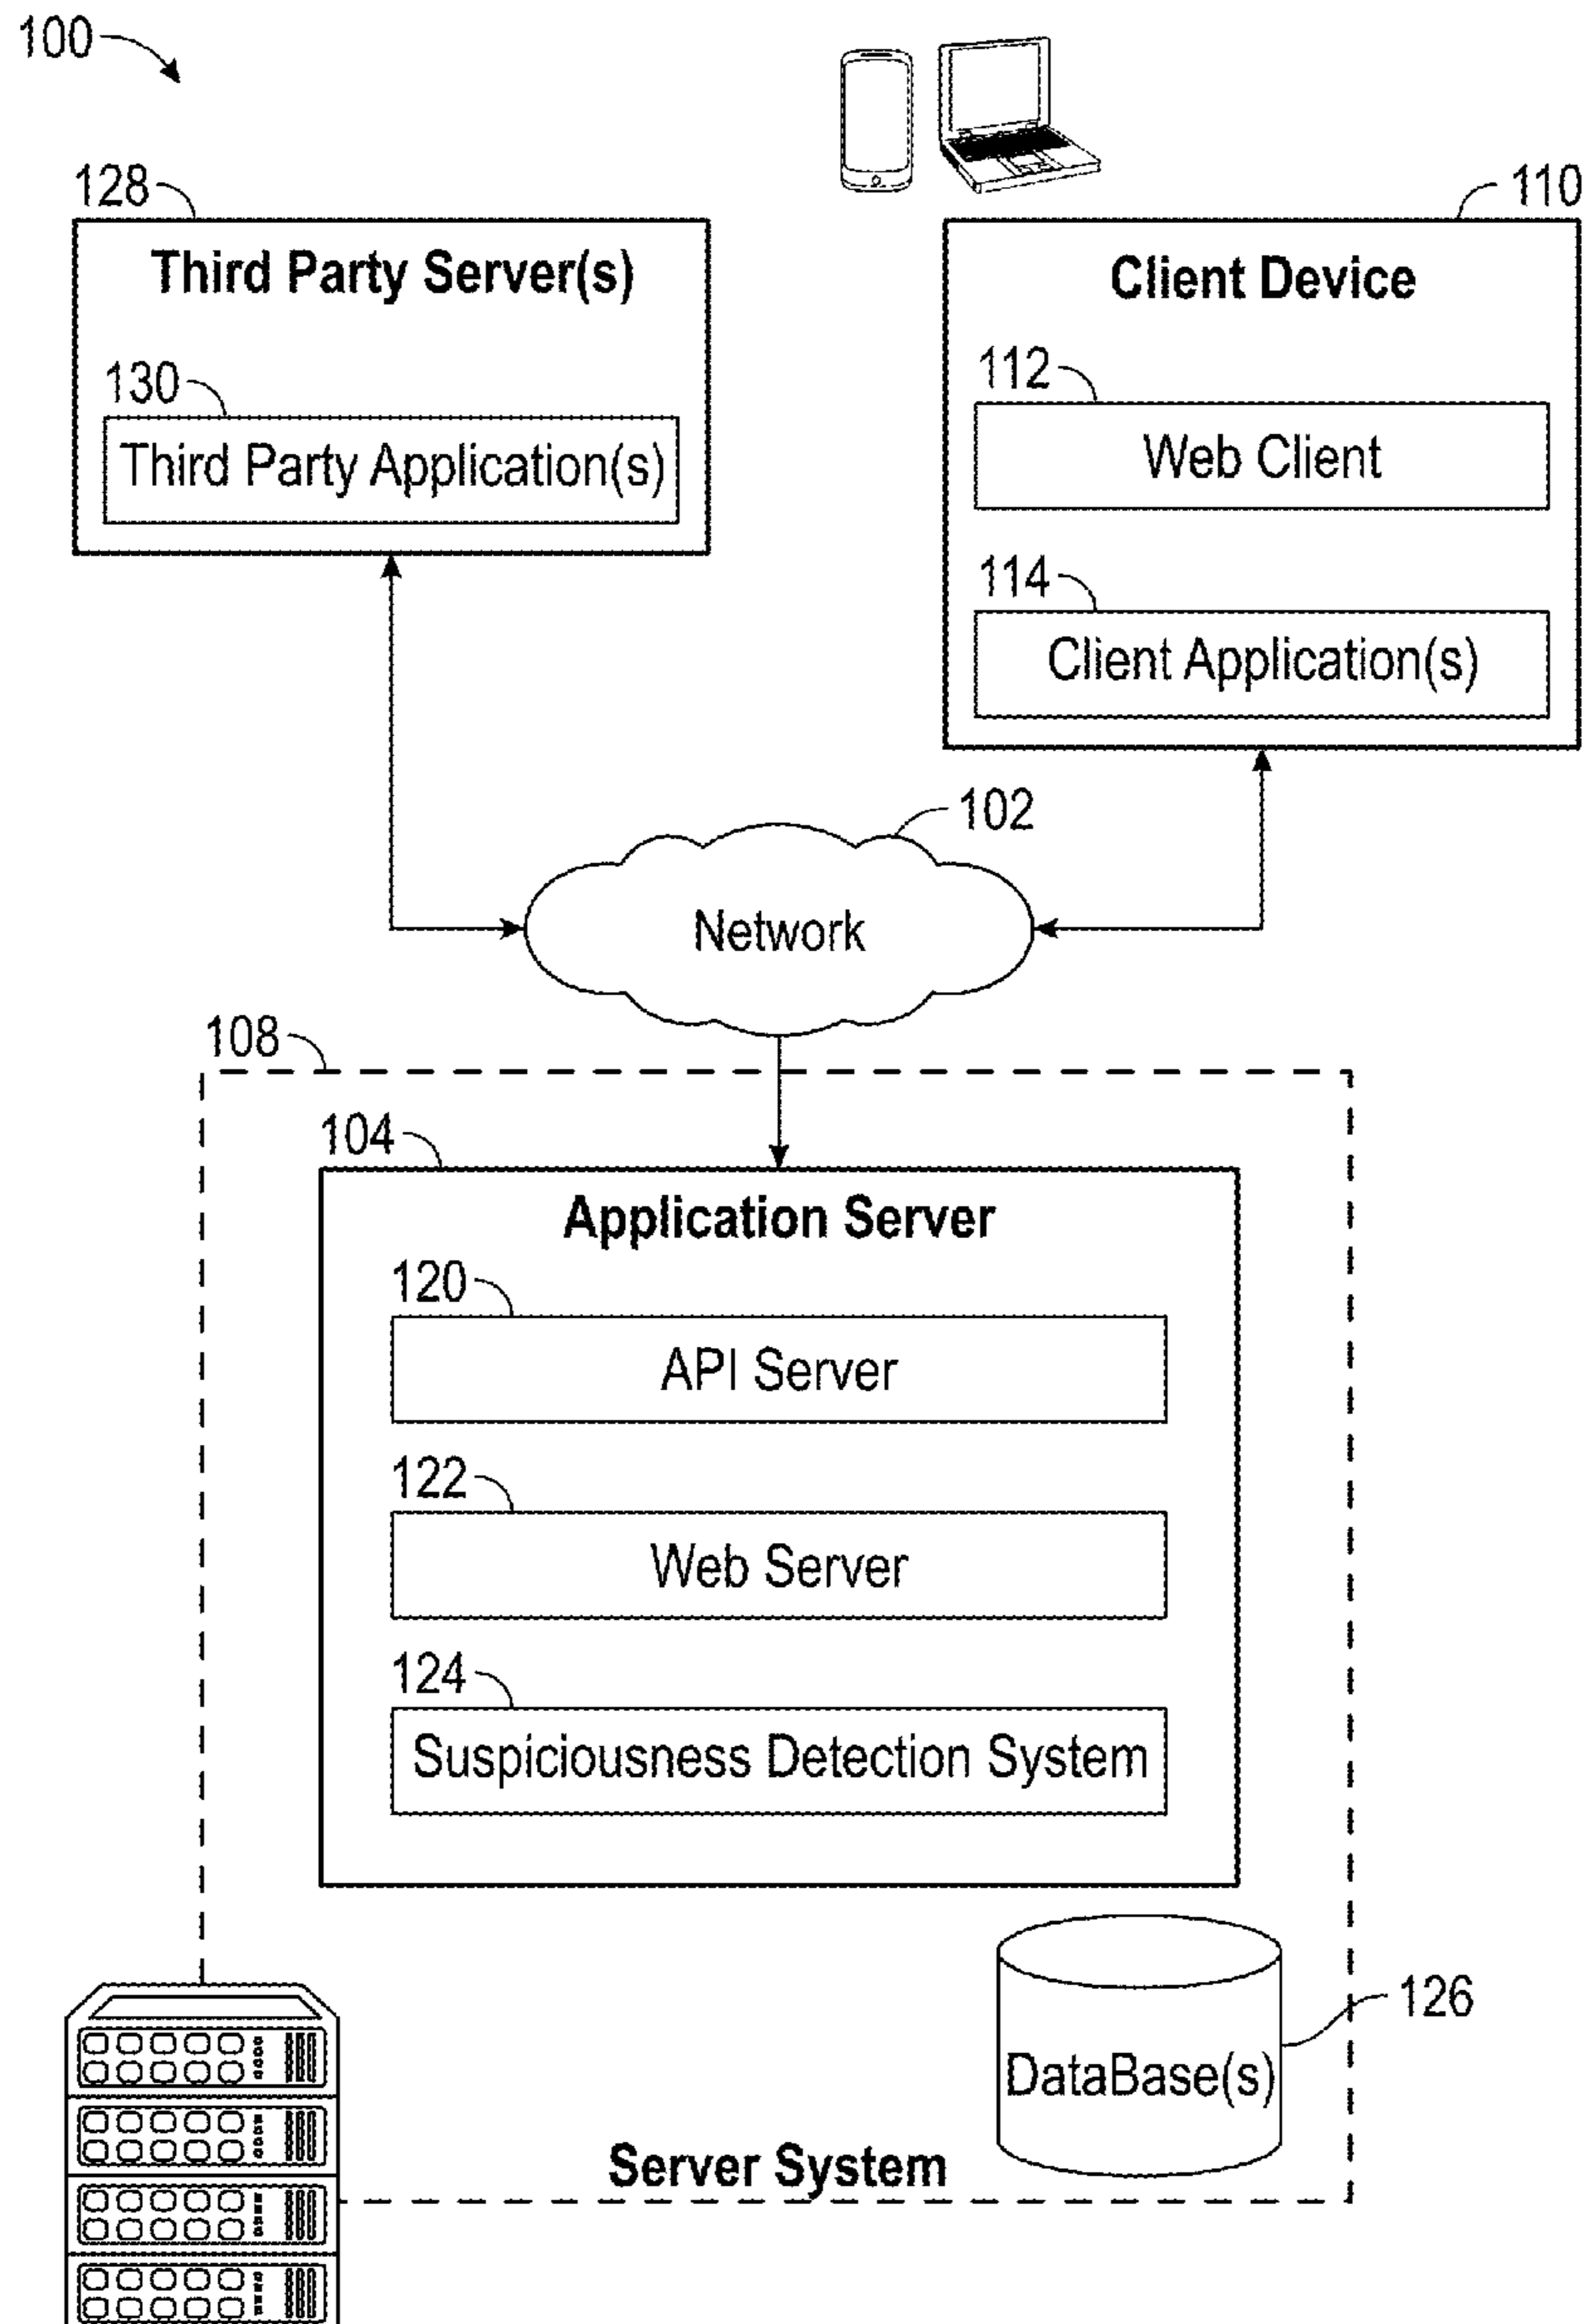 100
128
Third Party Server(s)
130
Third Party Application(s)
110
Client Device
112
Web Client
114
Client Application(s)
102
Network
108
104
Application Server
120
API Server
122
Web Server
124
Suspiciousness Detection System
126
DataBase(s)
Server System